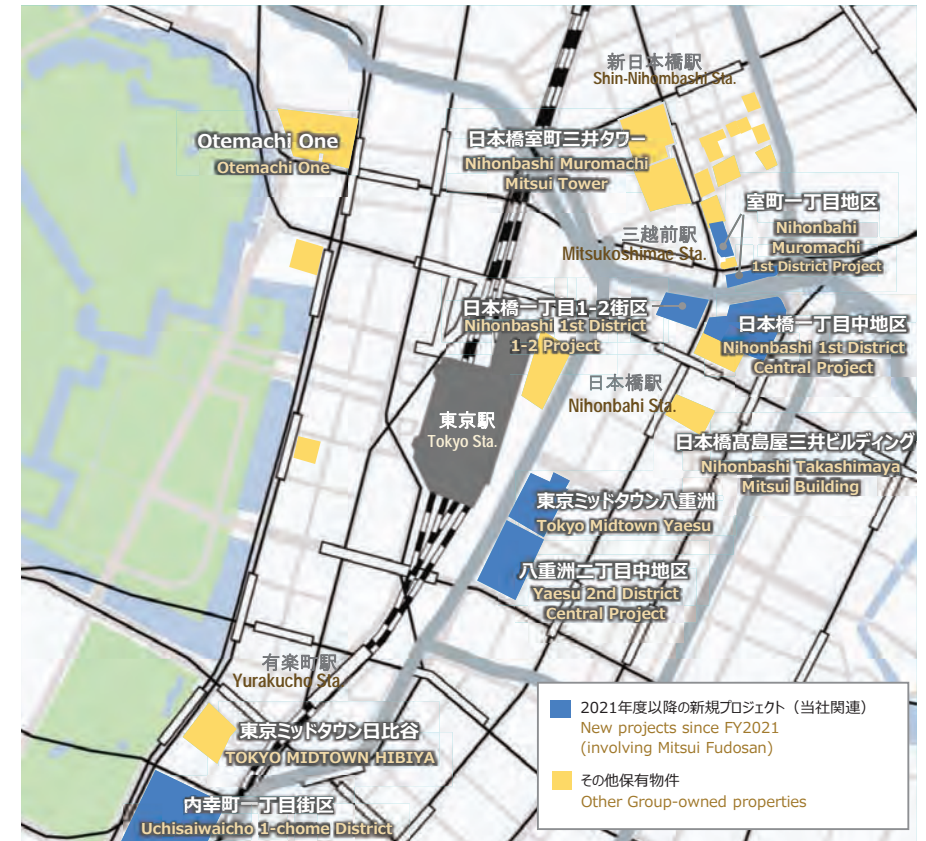 新日本橋駅
Shin-Nihombashi Sta.
Otemachi One
Otemachi One
日本橋室町三井タワー
Nihonbashi Muromachi
Mitsui Tower
室町一丁目地区
Nihonbahi
Muromachi
1st District Project
三越前駅
Mitsukoshimae Sta.
日本橋一丁目1-2街区
Nihonbashi 1st District
1-2 Project
日本橋一丁目中地区
Nihonbashi 1st District
Central Project
日本橋駅
Nihonbahi Sta.
東京駅
Tokyo Sta.
日本橋髙島屋三井ビルディング
Nihonbashi Takashimaya
Mitsui Building
東京ミッドタウン八重洲
Tokyo Midtown Yaesu
八重洲二丁目中地区
Yaesu 2nd District
Central Project
有楽町駅
Yurakucho Sta.
東京ミッドタウン日比谷
TOKYO MIDTOWN HIBIYA
内幸町一丁目街区
Uchisaiwaicho 1-chome District
2021年度以降の新規プロジェクト（当社関連）
New projects since FY2021
(involving Mitsui Fudosan)
その他保有物件
Other Group-owned properties